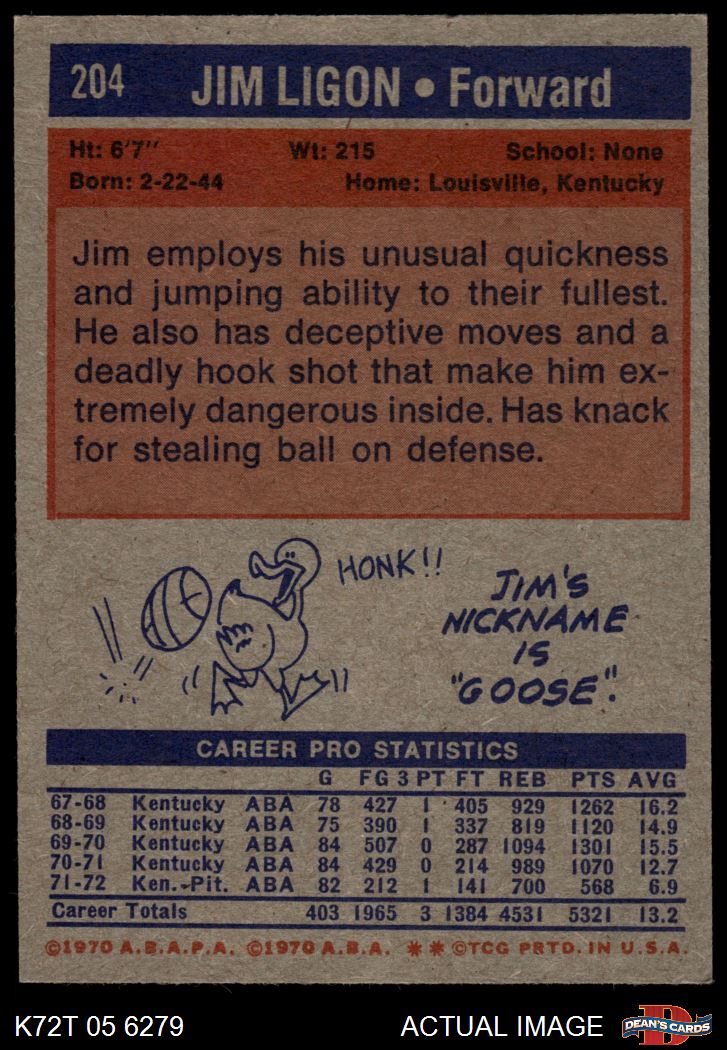 204 JIM LIGON • Forward
Ht: 6'7" Wt: 215 School: None
Born: 2-22-44 Home: Louisville, Kentucky
Jim employs his unusual quickness
and jumping ability to their fullest.
He also has deceptive moves and a
deadly hook shot that make him ex-
tremely dangerous inside. Has knack
for stealing ball on defense.
HONK!!
JIM'S
NICKNAME
IS
"GOOSE".
CAREER PRO STATISTICS
G FG 3 PT FT REB PTS AVG
67-68 Kentucky ABA 78 427 1 405 929 1262 16.2
68-69 Kentucky ABA 75 390 1 337 819 1120 14.9
69-70 Kentucky ABA 84 507 0 287 1094 1301 15.5
70-71 Kentucky ABA 84 429 0 214 989 1070 12.7
71-72 Ken.-Pit. ABA 82 212 1 141 700 568 6.9
Career Totals 403 1965 3 1384 4531 5321 13.2
©1970 A.B.A.P.A. ©1970 A.B.A. ** ©TCG PRTD. IN U.S.A.
K72T 05 6279 ACTUAL IMAGE
D
DEAN'S CARDS